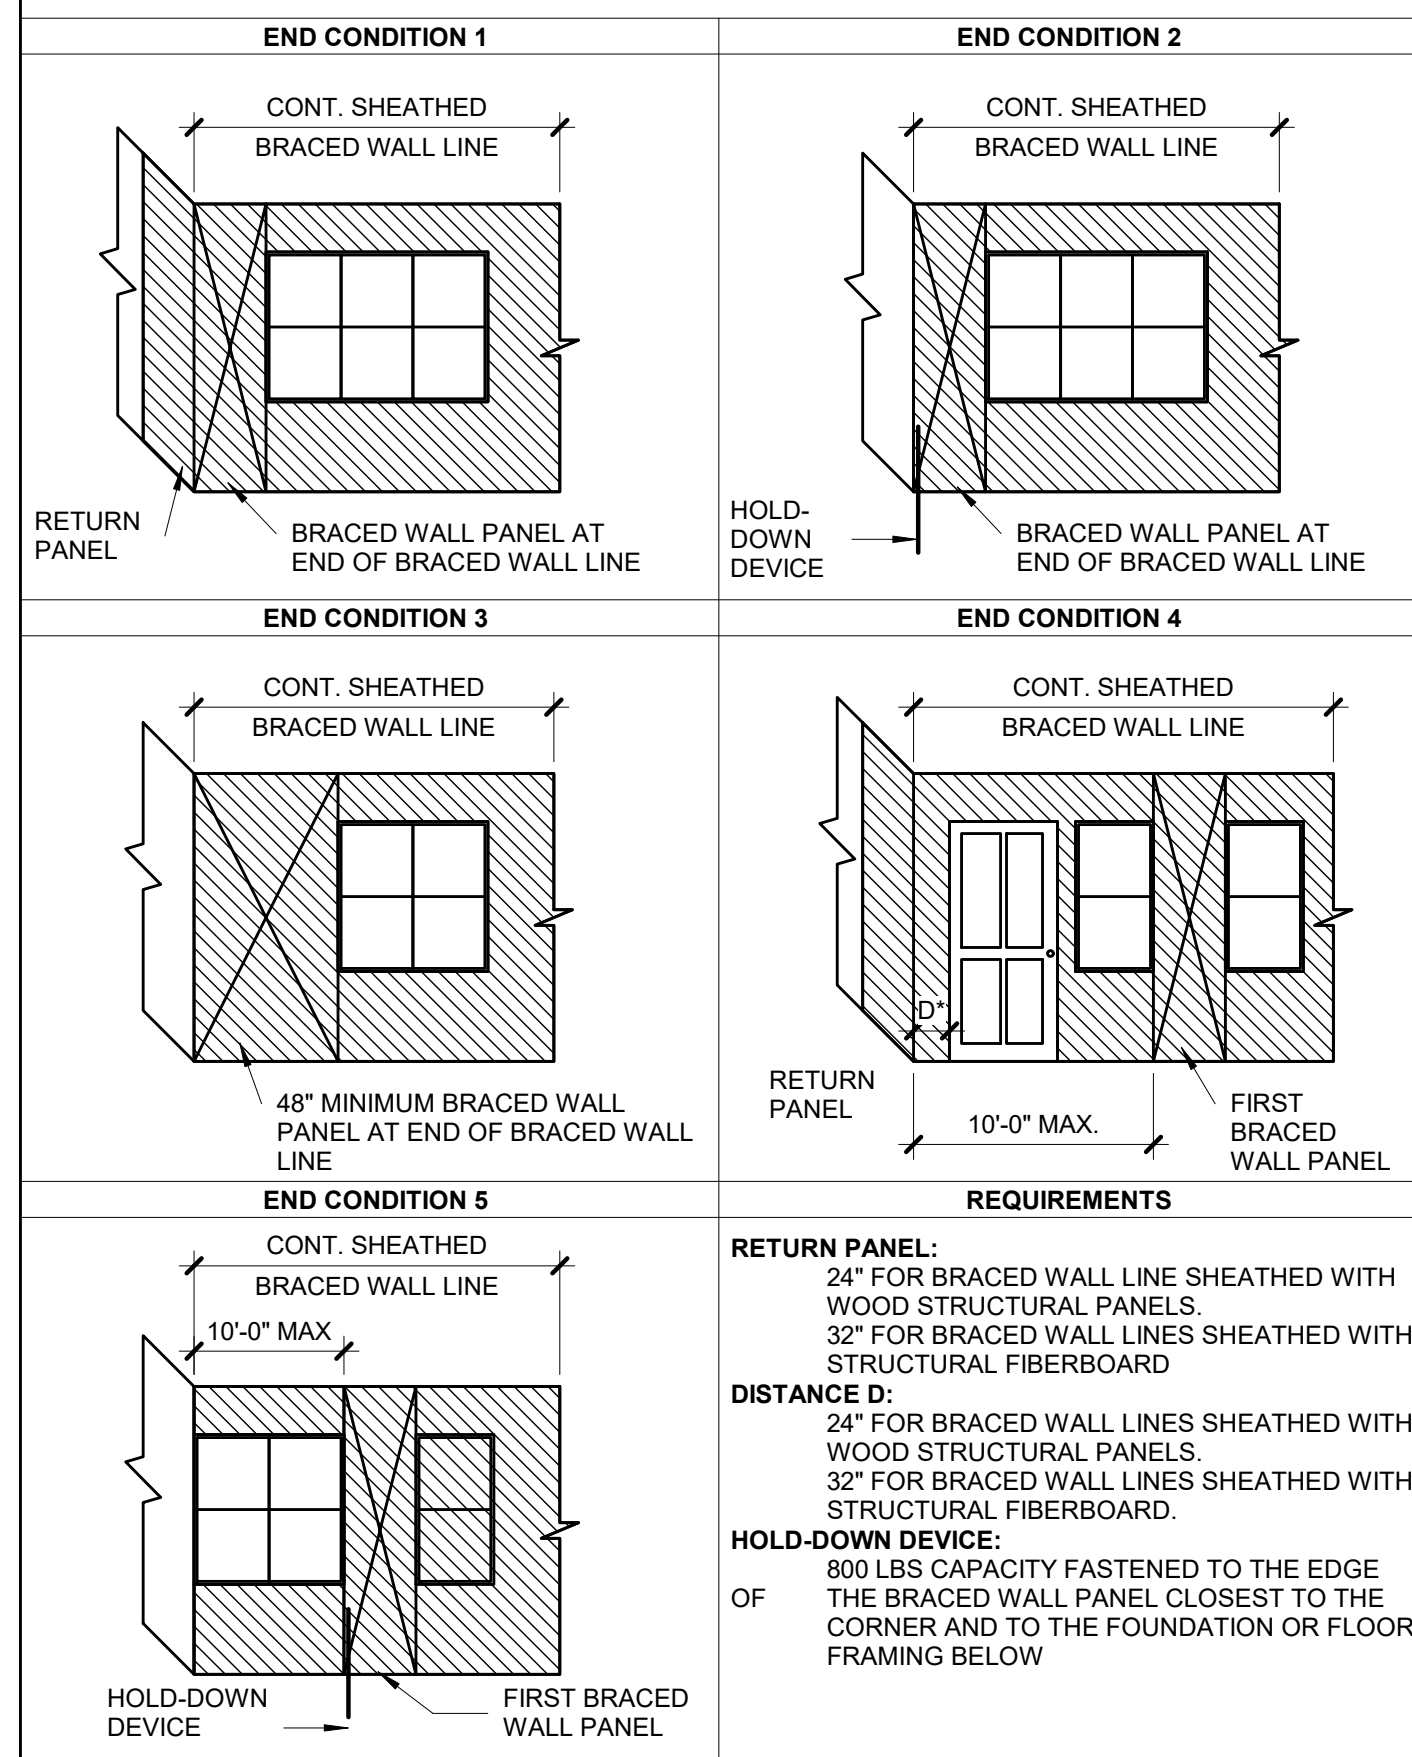 END CONDITION 1
CONT. SHEATHED
BRACED WALL LINE
RETURN
PANEL
BRACED WALL PANEL AT
END OF BRACED WALL LINE
END CONDITION 2
CONT. SHEATHED
BRACED WALL LINE
HOLD-
DOWN
DEVICE
BRACED WALL PANEL AT
END OF BRACED WALL LINE
END CONDITION 3
CONT. SHEATHED
BRACED WALL LINE
48" MINIMUM BRACED WALL
PANEL AT END OF BRACED WALL
LINE
END CONDITION 4
CONT. SHEATHED
BRACED WALL LINE
D*
RETURN
PANEL
10'-0" MAX.
FIRST
BRACED
WALL PANEL
END CONDITION 5
CONT. SHEATHED
BRACED WALL LINE
10'-0" MAX
HOLD-DOWN
DEVICE
FIRST BRACED
WALL PANEL
REQUIREMENTS
RETURN PANEL:
24" FOR BRACED WALL LINE SHEATHED WITH
WOOD STRUCTURAL PANELS.
32" FOR BRACED WALL LINES SHEATHED WITH
STRUCTURAL FIBERBOARD
DISTANCE D:
24" FOR BRACED WALL LINES SHEATHED WITH
WOOD STRUCTURAL PANELS.
32" FOR BRACED WALL LINES SHEATHED WITH
STRUCTURAL FIBERBOARD.
HOLD-DOWN DEVICE:
800 LBS CAPACITY FASTENED TO THE EDGE
OF THE BRACED WALL PANEL CLOSEST TO THE
CORNER AND TO THE FOUNDATION OR FLOOR
FRAMING BELOW